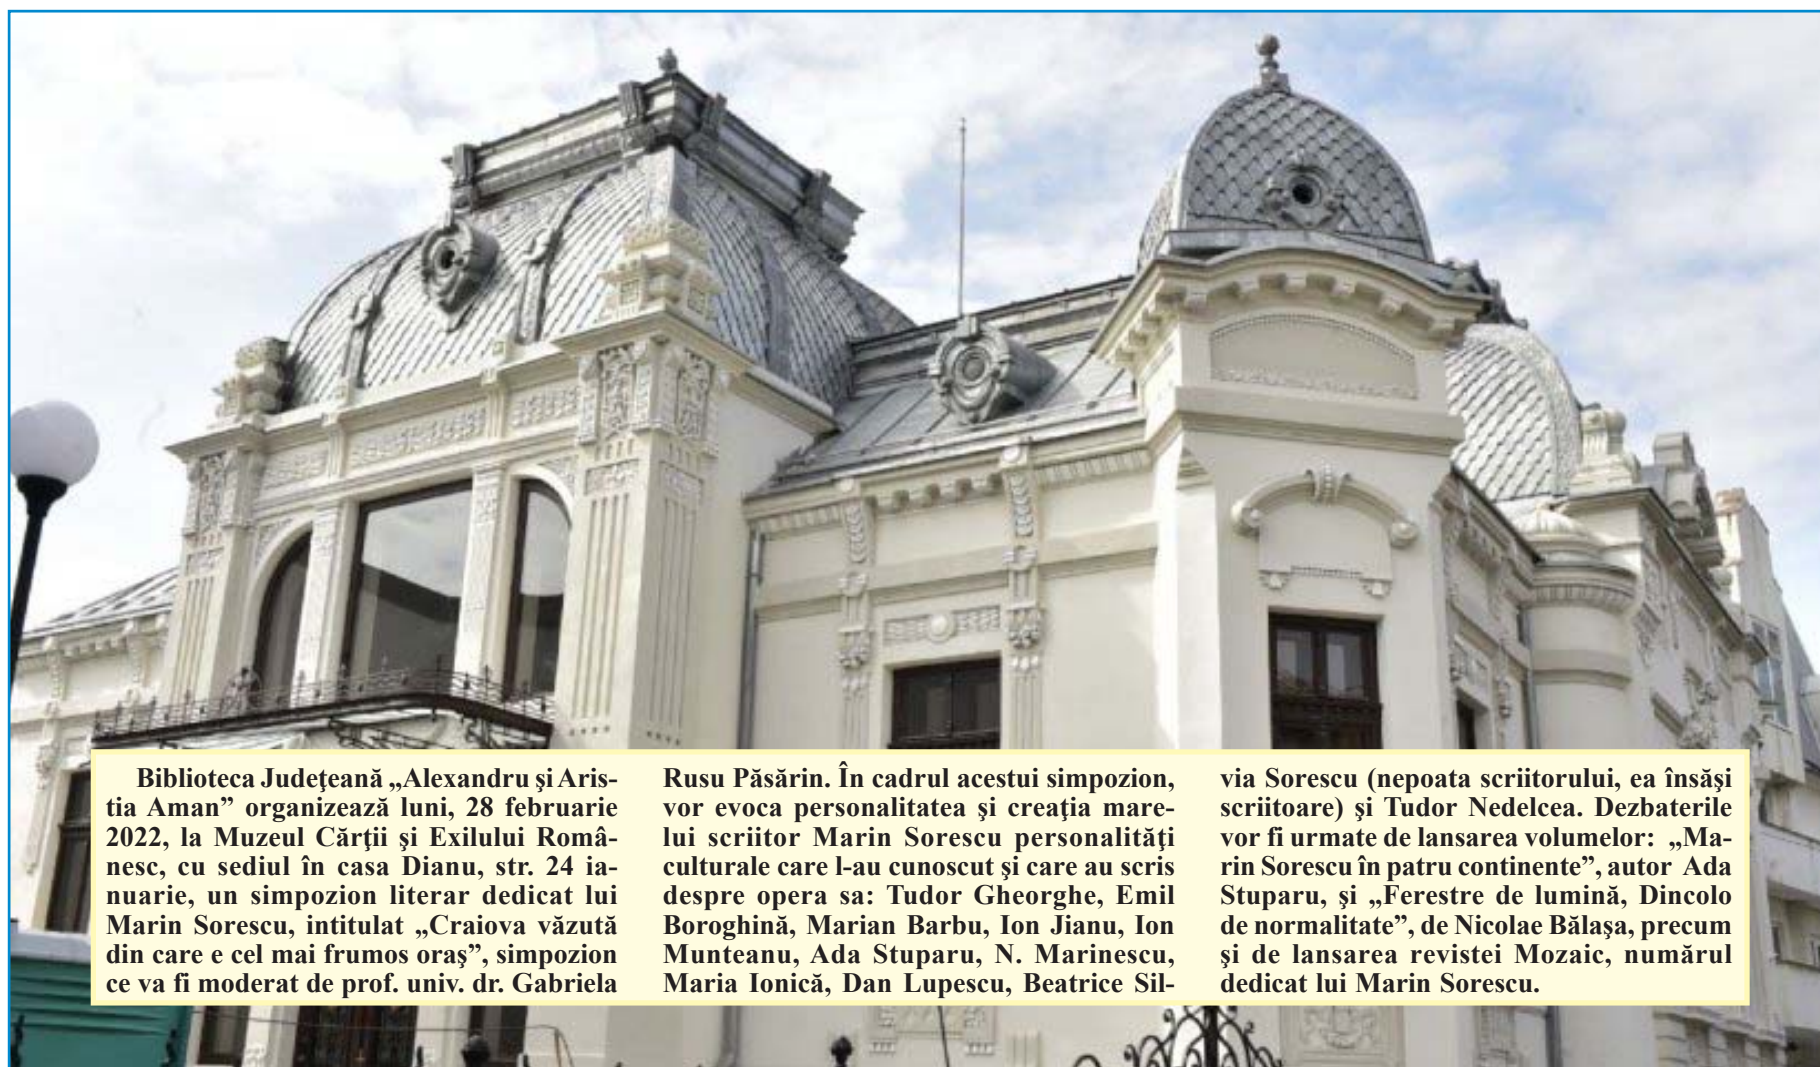 Biblioteca Judeţeană „Alexandru şi Aris-
tia Aman” organizează luni, 28 februarie
2022, la Muzeul Cărţii şi Exilului Româ-
nesc, cu sediul în casa Dianu, str. 24 ia-
nuarie, un simpozion literar dedicat lui
Marin Sorescu, intitulat „Craiova văzută
din care e cel mai frumos oraş”, simpozion
ce va fi moderat de prof. univ. dr. Gabriela
Rusu Păsărin. În cadrul acestui simpozion,
vor evoca personalitatea şi creaţia mare-
lui scriitor Marin Sorescu personalităţi
culturale care l-au cunoscut şi care au scris
despre opera sa: Tudor Gheorghe, Emil
Boroghină, Marian Barbu, Ion Jianu, Ion
Munteanu, Ada Stuparu, N. Marinescu,
Maria Ionică, Dan Lupescu, Beatrice Sil-
via Sorescu (nepoata scriitorului, ea însăşi
scriitoare) şi Tudor Nedelcea. Dezbaterile
vor fi urmate de lansarea volumelor: „Ma-
rin Sorescu în patru continente”, autor Ada
Stuparu, şi „Ferestre de lumină, Dincolo
de normalitate”, de Nicolae Bălaşa, precum
şi de lansarea revistei Mozaic, numărul
dedicat lui Marin Sorescu.